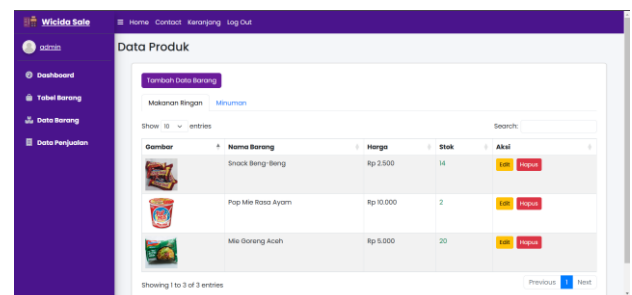 Wicida Sale
Home Contact Keranjang Log Out
admin
Data Produk
Dashboard
Tabel Barang
Data Barang
Data Penjualan
Tambah Data Barang
Makanan Ringan Minuman
Show 10 entries Search:
Gambar Nama Barang Harga Stok Aksi
Snack Beng-Beng Rp 2.500 14 Edit Hapus
Pop Mie Rasa Ayam Rp 10.000 2 Edit Hapus
Mie Goreng Aceh Rp 5.000 20 Edit Hapus
Showing 1 to 3 of 3 entries Previous 1 Next